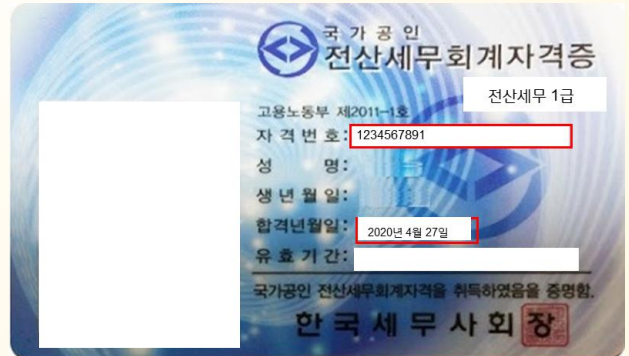 국가공인
전산세무회계자격증
전산세무 1급
고용노동부 제2011-1호
자격번호: 1234567891
성 명:
생년월일:
합격년월일: 2020년 4월 27일
유효기간:
국가공인 전산세무회계자격을 취득하였음을 증명함.
한국세무사회장